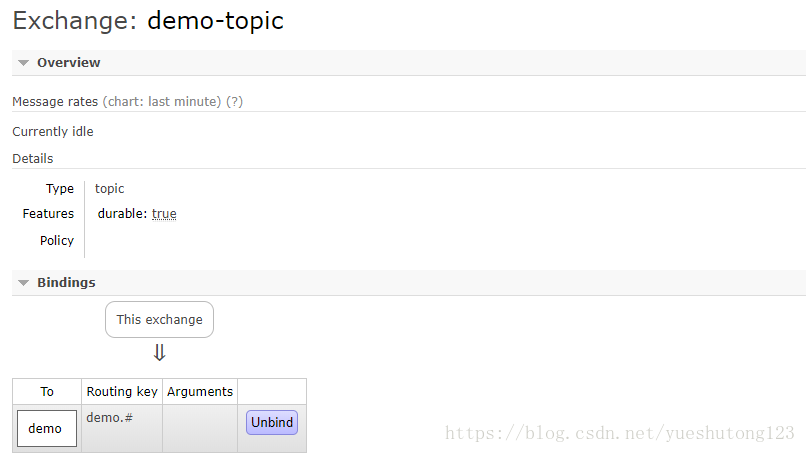 Exchange: demo-topic
Overview
Message rates (chart: last minute) (?)
Currently idle
Details
Type topic
Features durable: true
Policy
Bindings
This exchange
⇓
To Routing key Arguments
demo demo.# Unbind
https://blog.csdn.net/yueshutong123